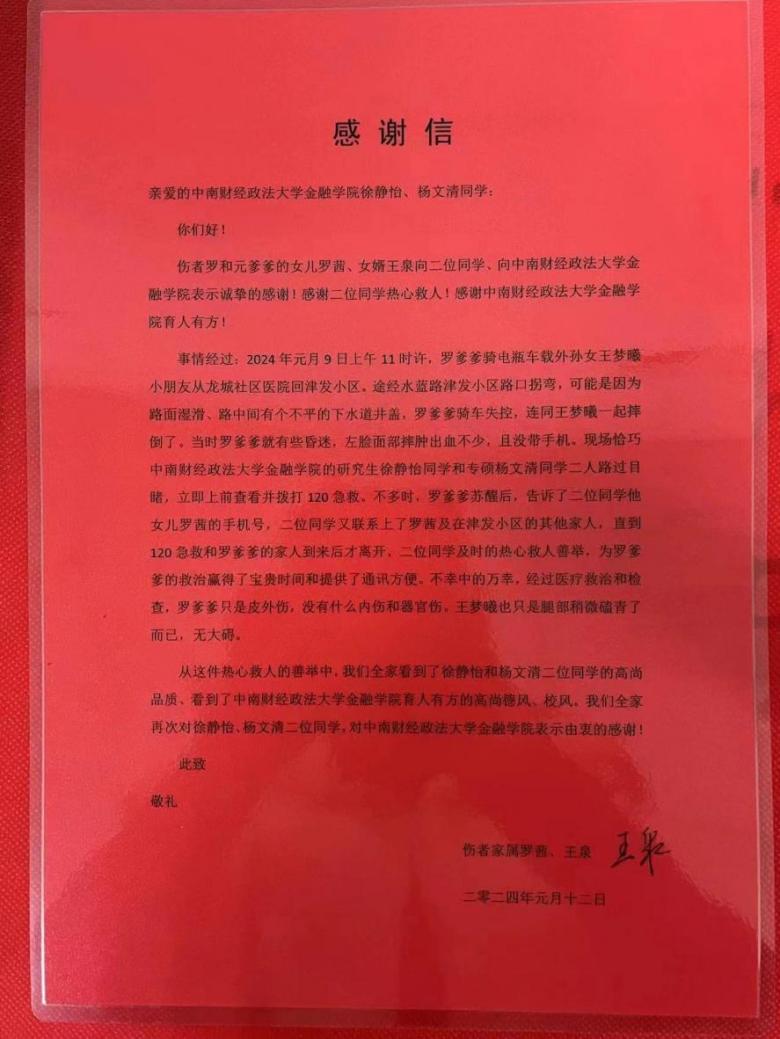 感谢信
亲爱的中南财经政法大学金融学院徐静怡、杨文清同学：
你们好！
伤者罗和元爹爹的女儿罗茜、女婿王泉向二位同学、向中南财经政法大学金
融学院表示诚挚的感谢！感谢二位同学热心救人！感谢中南财经政法大学金融学
院育人有方！
事情经过：2024 年元月 9 日上午 11 时许，罗爹爹骑电瓶车载外孙女王梦曦
小朋友从龙城社区医院回津发小区。途经水蓝路津发小区路口拐弯，可能是因为
路面湿滑、路中间有个不平的下水道井盖，罗爹爹骑车失控，连同王梦曦一起摔
倒了。当时罗爹爹就有些昏迷，左脸面部摔肿出血不少，且没带手机。现场恰巧
中南财经政法大学金融学院的研究生徐静怡同学和专硕杨文清同学二人路过目
睹，立即上前查看并拨打 120 急救。不多时，罗爹爹苏醒后，告诉了二位同学他
女儿罗茜的手机号，二位同学又联系上了罗茜及在津发小区的其他家人，直到
120 急救和罗爹爹的家人到来后才离开，二位同学及时的热心救人善举，为罗爹
爹的救治赢得了宝贵时间和提供了通讯方便。不幸中的万幸，经过医疗救治和检
查，罗爹爹只是皮外伤，没有什么内伤和器官伤。王梦曦也只是腿部稍微磕青了
而已，无大碍。
从这件热心救人的善举中，我们全家看到了徐静怡和杨文清二位同学的高尚
品质、看到了中南财经政法大学金融学院育人有方的高尚德风、校风。我们全家
再次对徐静怡、杨文清二位同学，对中南财经政法大学金融学院表示由衷的感谢！
此致
敬礼
伤者家属罗茜、王泉 王泉
二零二四年元月十二日